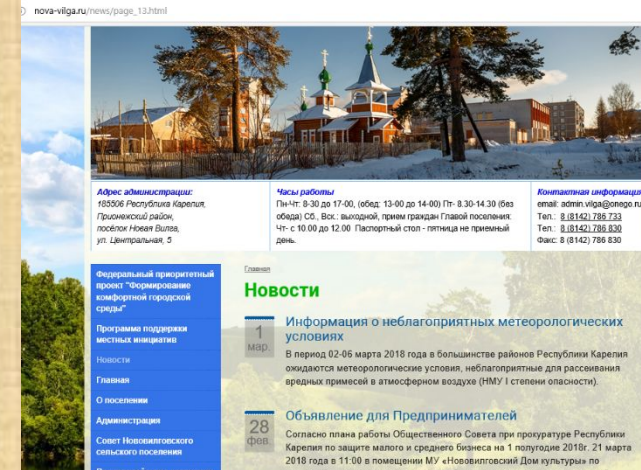 nova-vilga.ru/news/page_13.html
Адрес администрации:
185506 Республика Карелия,
Прионежский район,
посёлок Новая Вилга,
ул. Центральная, 5
Часы работы
Пн-Чт: 8-30 до 17-00, (обед: 13-00 до 14-00) Пт- 8.30-14.30 (без
обеда) Сб., Вск.: выходной, прием граждан Главой поселения:
Чт- с 10.00 до 12.00 Паспортный стол - пятница не приемный
день.
Контактная информация
email: admin.vilga@onego.ru
Тел.: 8 (8142) 786 733
Тел.: 8 (8142) 786 830
Факс: 8 (8142) 786 830
Федеральный приоритетный
проект "Формирование
комфортной городской
среды"
Программа поддержки
местных инициатив
Новости
Главная
О поселении
Администрация
Совет Нововилговского
сельского поселения
Главная
Новости
1
мар.
Информация о неблагоприятных метеорологических
условиях
В период 02-06 марта 2018 года в большинстве районов Республики Карелия
ожидаются метеорологические условия, неблагоприятные для рассеивания
вредных примесей в атмосферном воздухе (НМУ I степени опасности).
28
фев.
Объявление для Предпринимателей
Согласно плана работы Общественного Совета при прокуратуре Республики
Карелия по защите малого и среднего бизнеса на 1 полугодие 2018г. 21 марта
2018 года в 11:00 в помещении МУ «Нововилговский Дом культуры» по